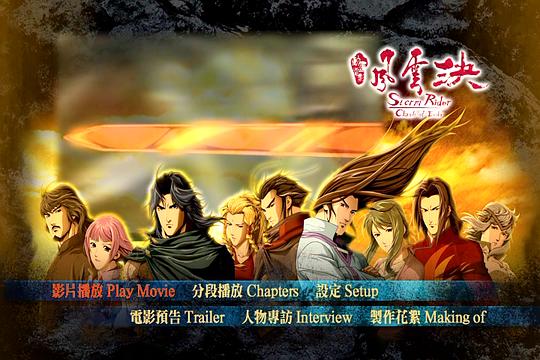 風雲決
Storm Rider
Clash of Evils
影片播放 Play Movie 分段播放 Chapters 設定 Setup
電影預告 Trailer 人物專訪 Interview 製作花絮 Making of